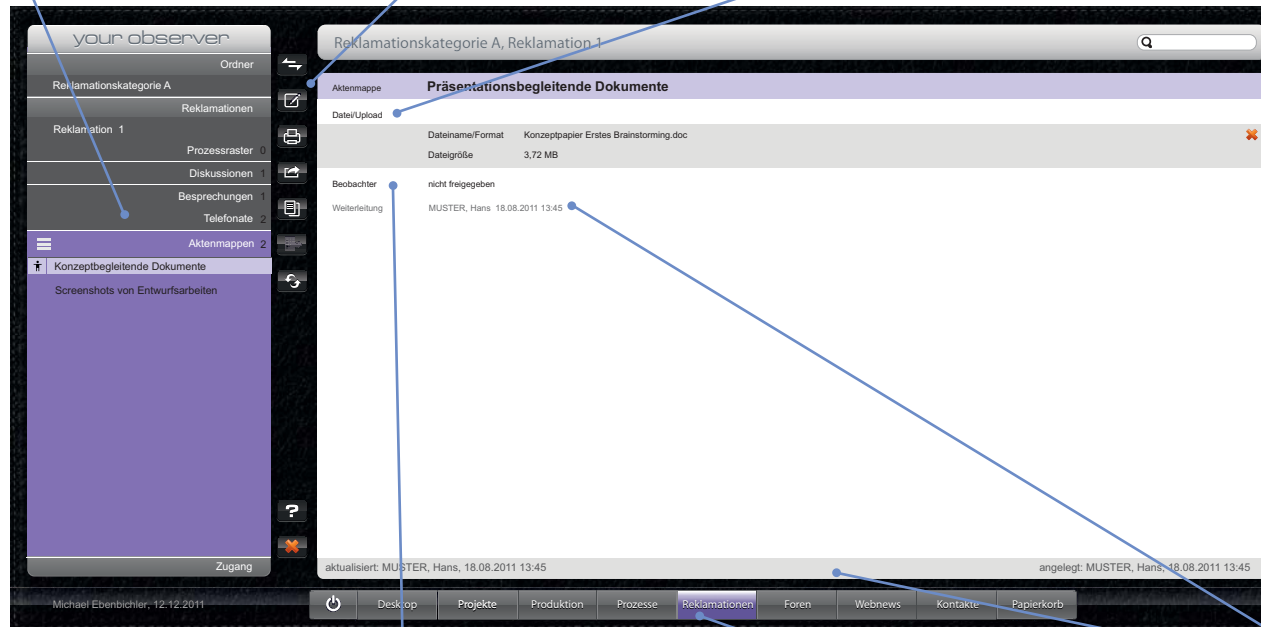 your observer
Ordner
Reklamationskategorie A
Reklamationen
Reklamation 1
Prozessraster 0
Diskussionen 1
Besprechungen 1
Telefonate 2
Aktenmappen 2
Konzeptbegleitende Dokumente
Screenshots von Entwurfsarbeiten
Zugang
?
Reklamationskategorie A, Reklamation 1
Aktenmappe Präsentationsbegleitende Dokumente
Datei/Upload
Dateiname/Format Konzeptpapier Erstes Brainstorming.doc
Dateigröße 3,72 MB
Beobachter nicht freigegeben
Weiterleitung MUSTER, Hans 18.08.2011 13:45
aktualisiert: MUSTER, Hans, 18.08.2011 13:45 angelegt: MUSTER, Hans, 18.08.2011 13:45
Michael Ebenbichler, 12.12.2011 Desktop Projekte Produktion Prozesse Reklamationen Foren Webnews Kontakte Papierkorb